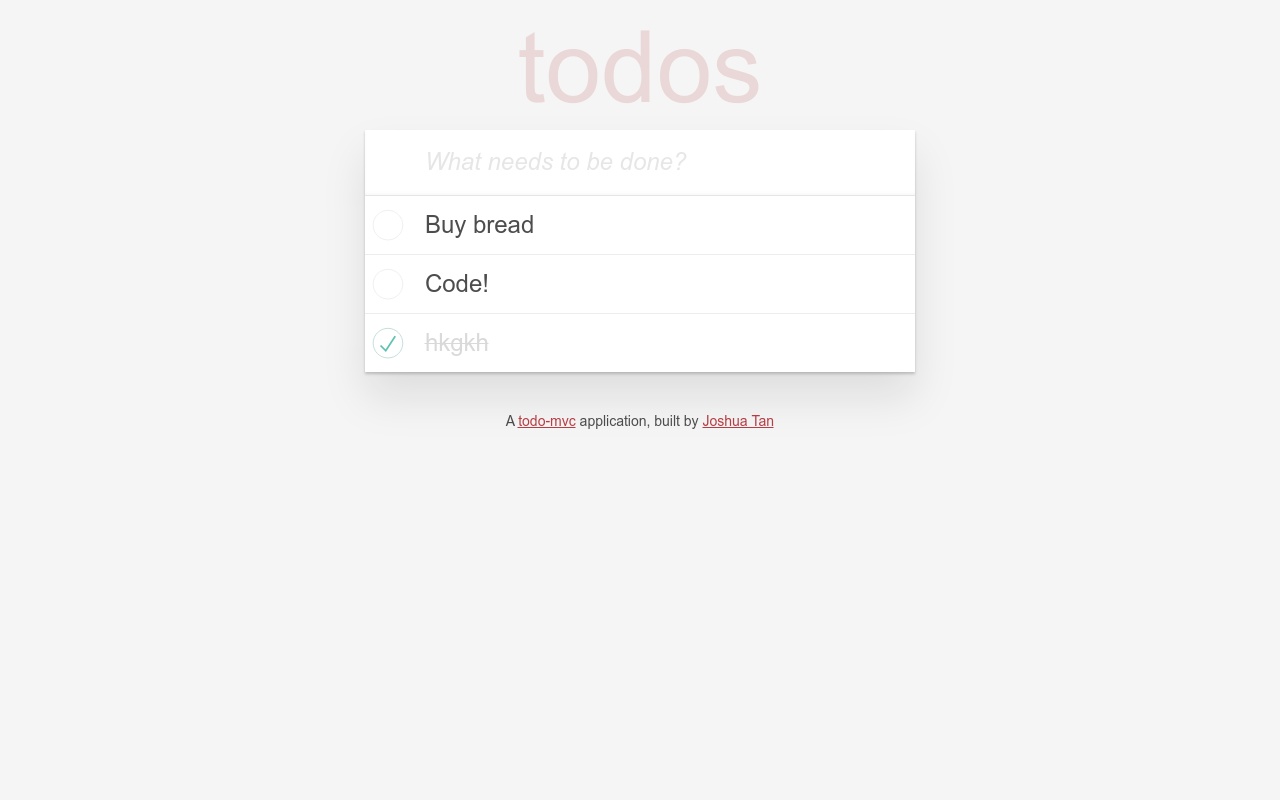 todos
What needs to be done?
Buy bread
Code!
hkgkh
A todo-mvc application, built by Joshua Tan